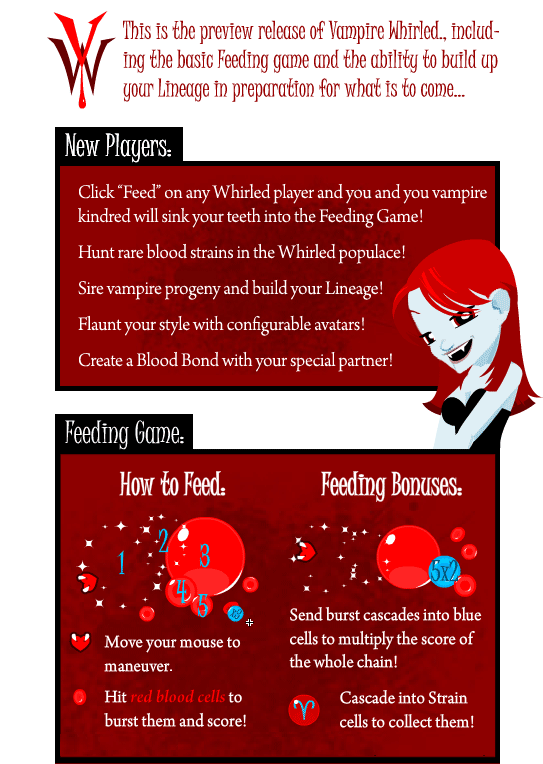 This is the preview release of Vampire Whirled., includ-
ing the basic Feeding game and the ability to build up
your Lineage in preparation for what is to come...
New Players:
Click “Feed” on any Whirled player and you and you vampire
kindred will sink your teeth into the Feeding Game!
Hunt rare blood strains in the Whirled populace!
Sire vampire progeny and build your Lineage!
Flaunt your style with configurable avatars!
Create a Blood Bond with your special partner!
Feeding Game:
How to Feed:
1 2 3
4 5
Move your mouse to
maneuver.
Hit red blood cells to
burst them and score!
Feeding Bonuses:
5x2
Send burst cascades into blue
cells to multiply the score of
the whole chain!
Cascade into Strain
cells to collect them!